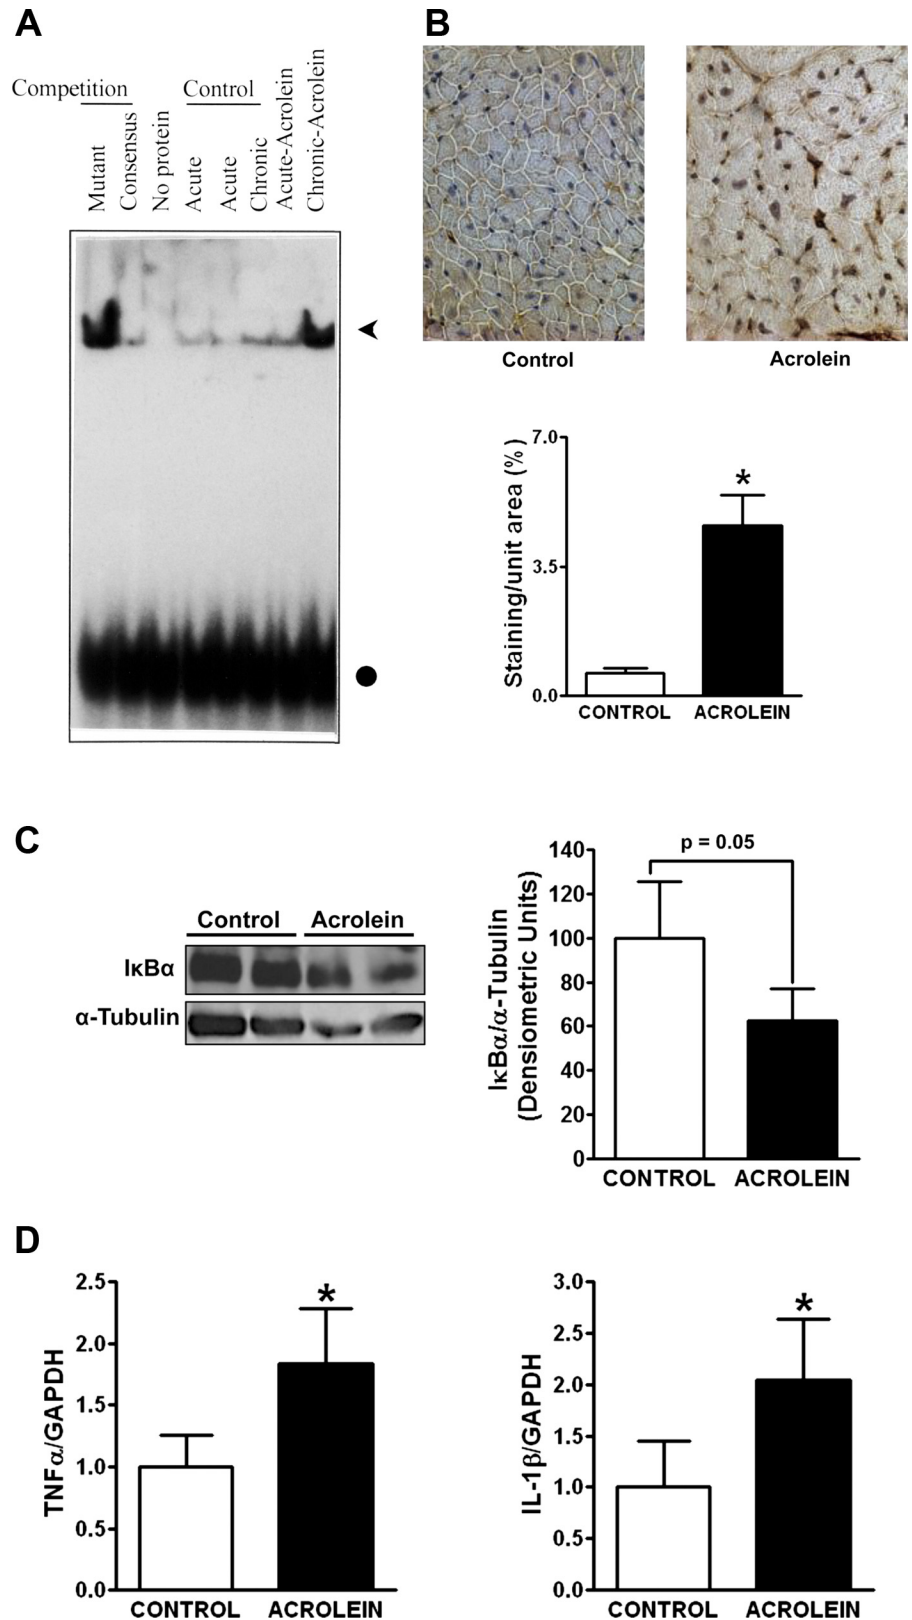 A
Competition
Control
Mutant
Consensus
No protein
Acute
Acute
Chronic
Acute-Acrolein
Chronic-Acrolein
B
Control
Acrolein
Staining/unit area (%)
7.0
3.5
0.0
*
CONTROL
ACROLEIN
C
Control
Acrolein
IκBα
α-Tubulin
IκBα/α-Tubulin
(Densiometric Units)
140
120
100
80
60
40
20
0
p = 0.05
CONTROL
ACROLEIN
D
TNFα/GAPDH
2.5
2.0
1.5
1.0
0.5
0.0
*
CONTROL
ACROLEIN
IL-1β/GAPDH
3.0
2.5
2.0
1.5
1.0
0.5
0.0
*
CONTROL
ACROLEIN